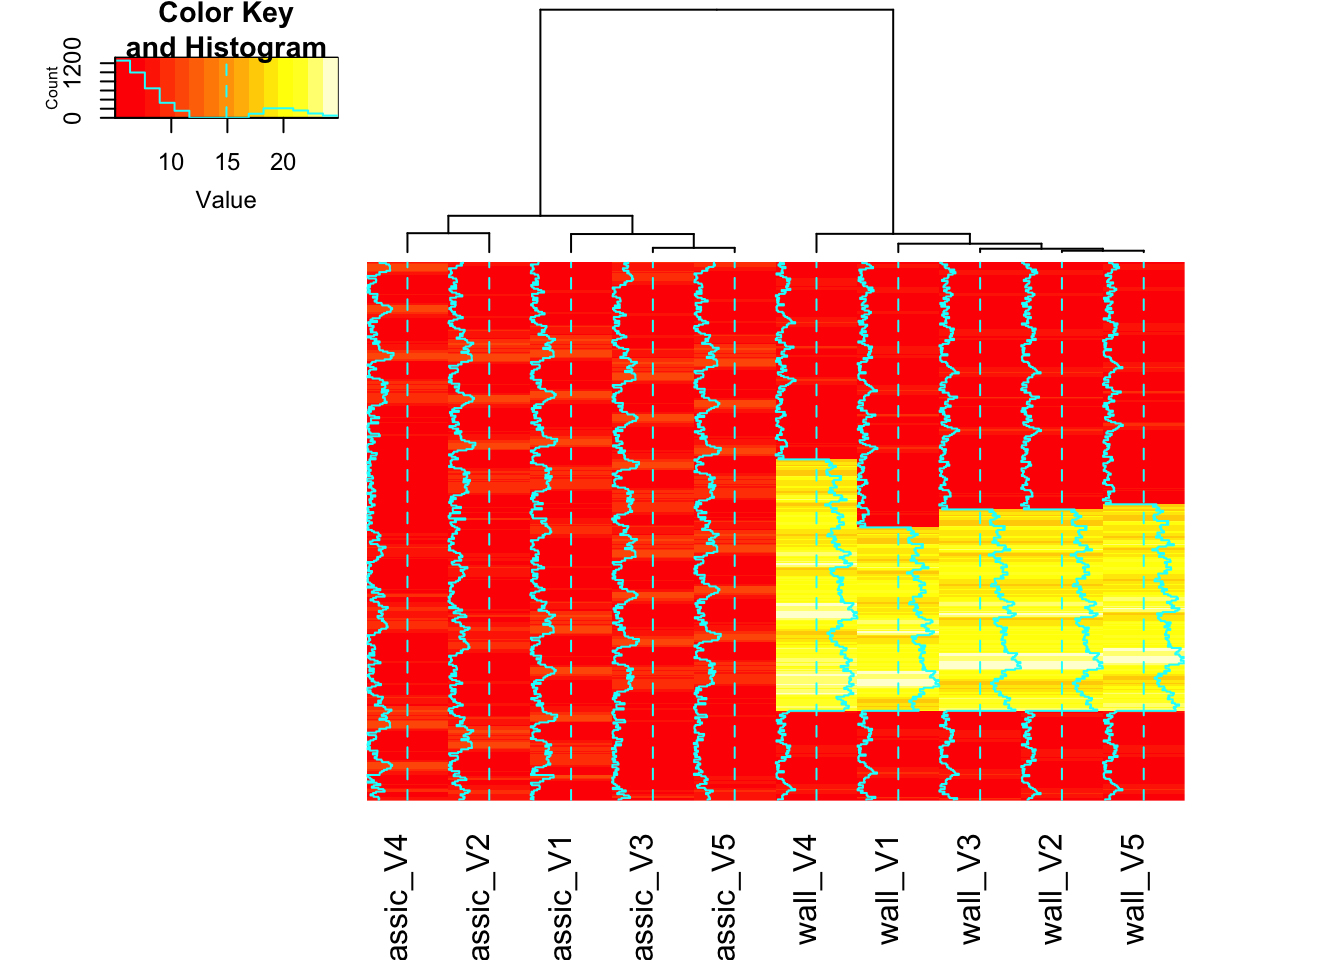 Color Key
and Histogram
Count
0 1200
10 15 20
Value
assic_V4 assic_V2 assic_V1 assic_V3 assic_V5 wall_V4 wall_V1 wall_V3 wall_V2 wall_V5